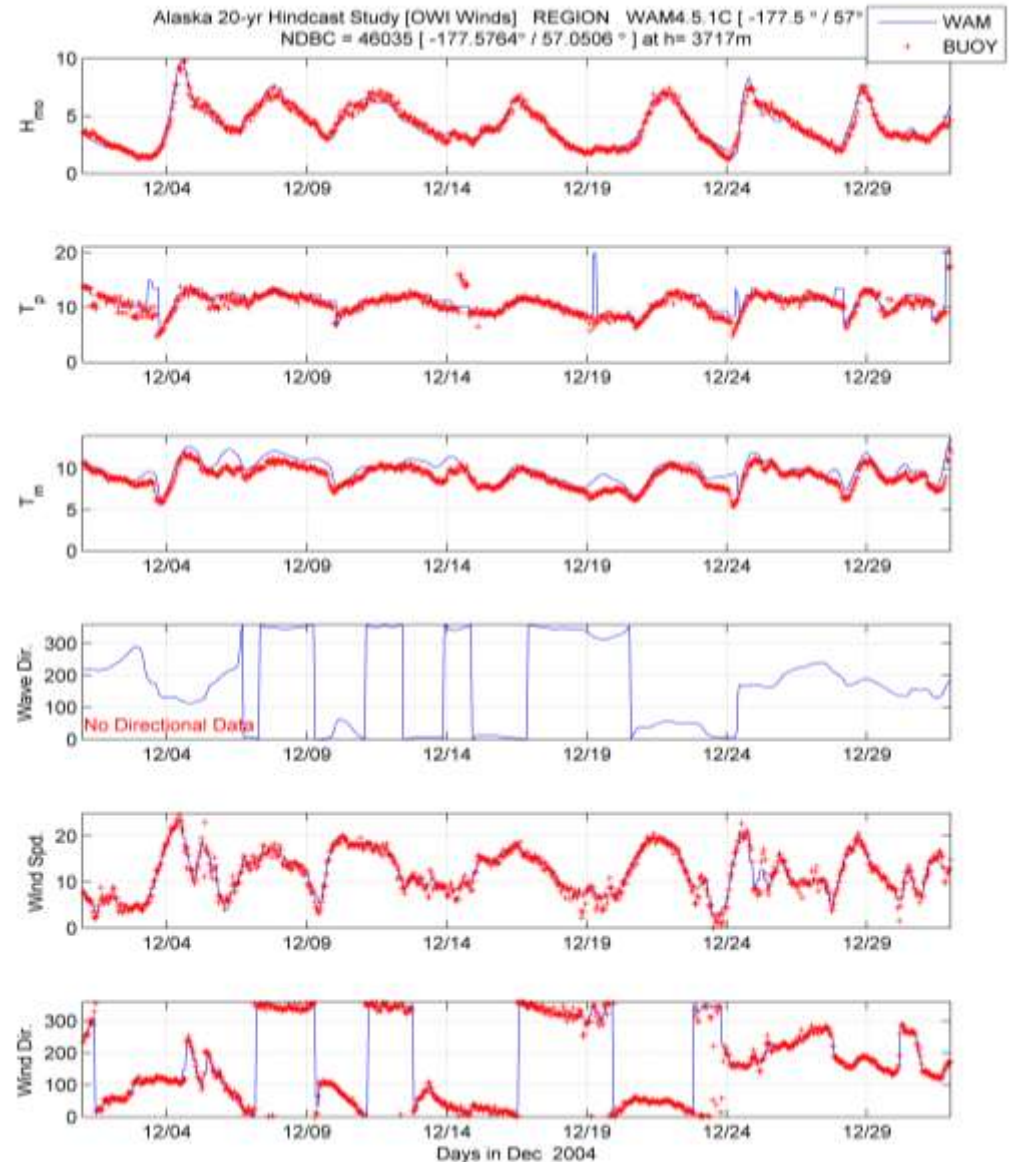 Alaska 20-yr Hindcast Study [OWI Winds] REGION WAM4.5.1C [ -177.5 ° / 57°
NDBC = 46035 [ -177.5764° / 57.0506 ° ] at h= 3717m
WAM
BUOY
10
5
0
H mo
12/04 12/09 12/14 12/19 12/24 12/29
20
10
0
T p
12/04 12/09 12/14 12/19 12/24 12/29
10
5
0
T m
12/04 12/09 12/14 12/19 12/24 12/29
300
200
100
0
Wave Dir.
No Directional Data
12/04 12/09 12/14 12/19 12/24 12/29
20
10
0
Wind Spd.
12/04 12/09 12/14 12/19 12/24 12/29
300
200
100
0
Wind Dir.
12/04 12/09 12/14 12/19 12/24 12/29
Days in Dec 2004